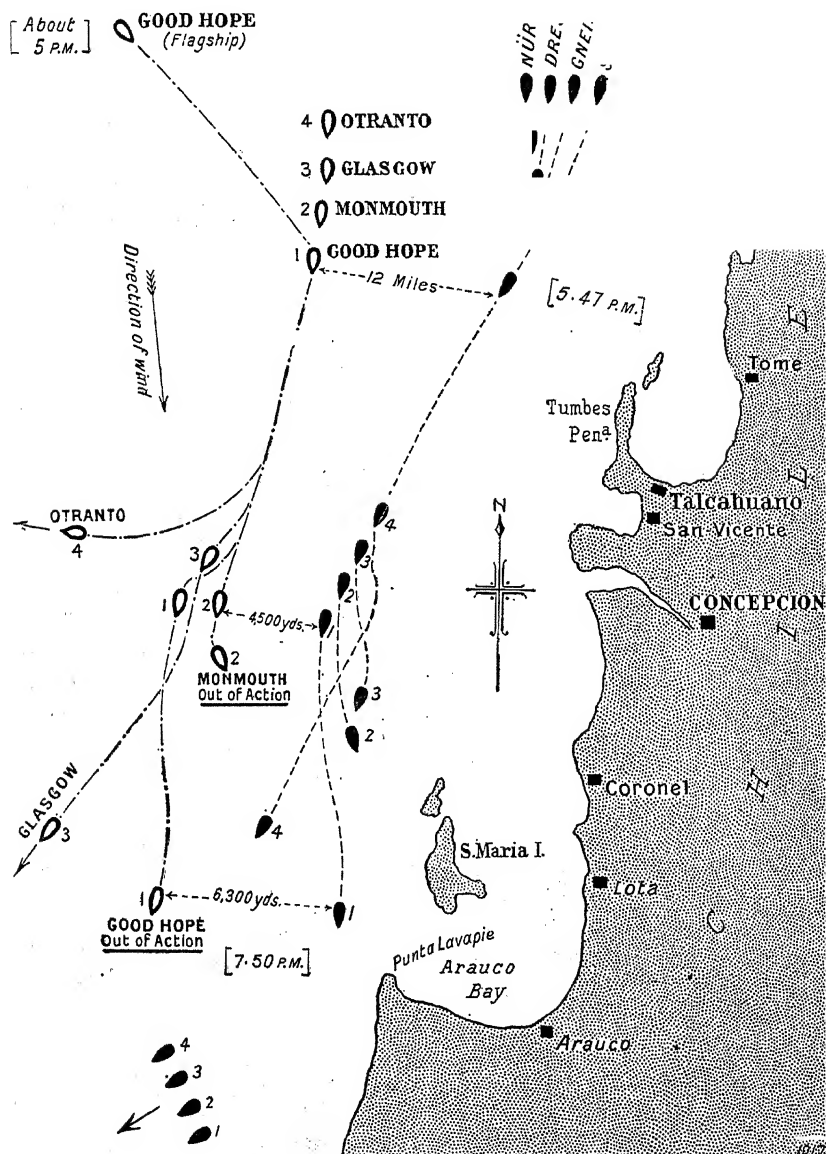 [About 5 P.M.]
GOOD HOPE
(Flagship)
NÜR
DRE
GNEI
4 OTRANTO
3 GLASGOW
2 MONMOUTH
1 GOOD HOPE
12 Miles
[5.47 P.M.]
Direction of wind
Tome
Tumbes
Pena.
Talcahuano
San Vicente
N
OTRANTO
4
3
1
2
4,500 yds.
4
3
2
1
CONCEPCION
2
MONMOUTH
Out of Action
3
2
Coronel
GLASGOW
3
4
S. Maria I.
Lota
1
6,300 yds.
1
GOOD HOPE
Out of Action
[7.50 P.M.]
Punta Lavapie
Arauco
Bay
Arauco
CHILE
4
3
2
1